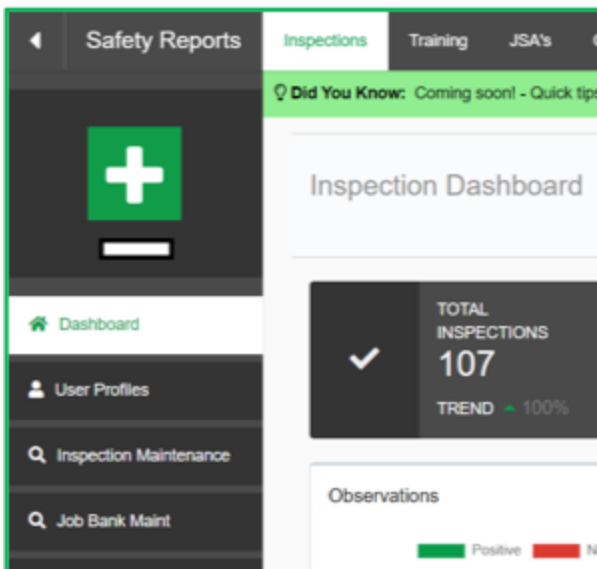 Safety Reports
Inspections Training JSA's
Did You Know: Coming soon! - Quick tips
Inspection Dashboard
TOTAL
INSPECTIONS
107
TREND 100%
Dashboard
User Profiles
Inspection Maintenance
Job Bank Maint
Observations
Positive